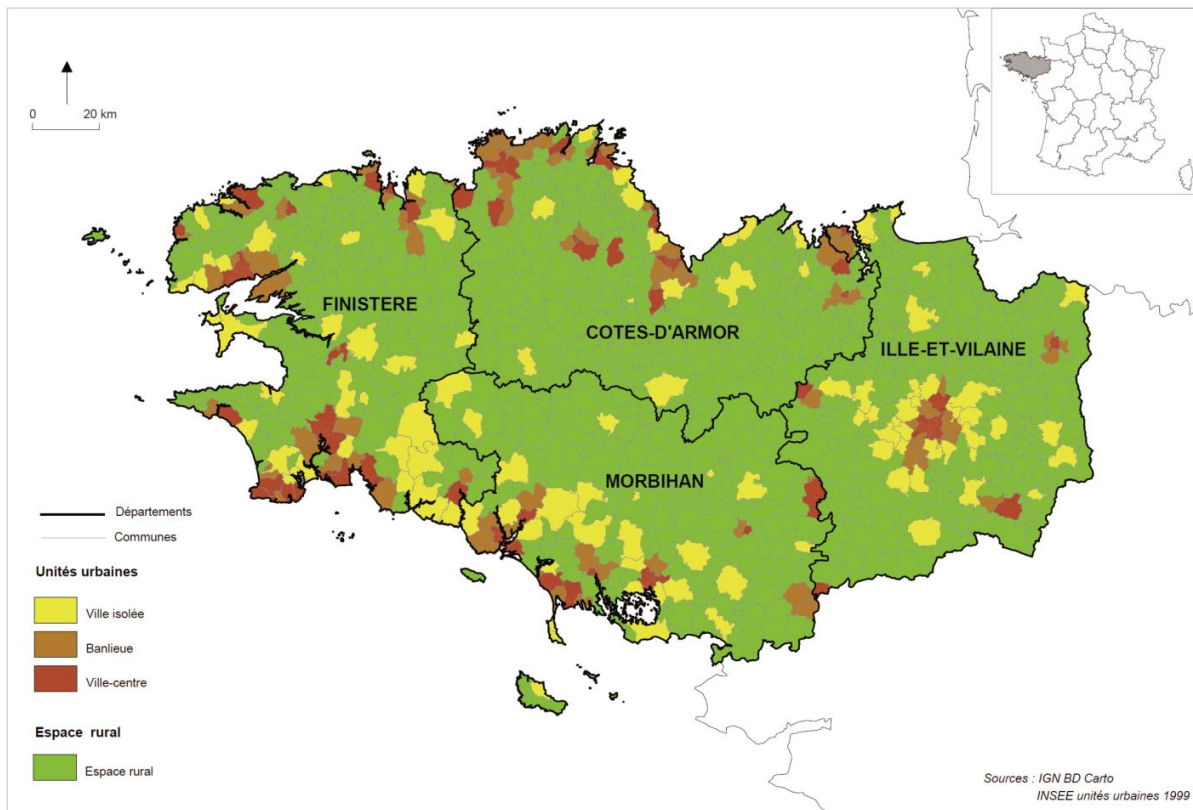 0 20 km
FINISTERE
COTES-D'ARMOR
ILLE-ET-VILAINE
MORBIHAN
Départements
Communes
Unités urbaines
Ville isolée
Banlieue
Ville-centre
Espace rural
Espace rural
Sources : IGN BD Carto
INSEE unités urbaines 1999